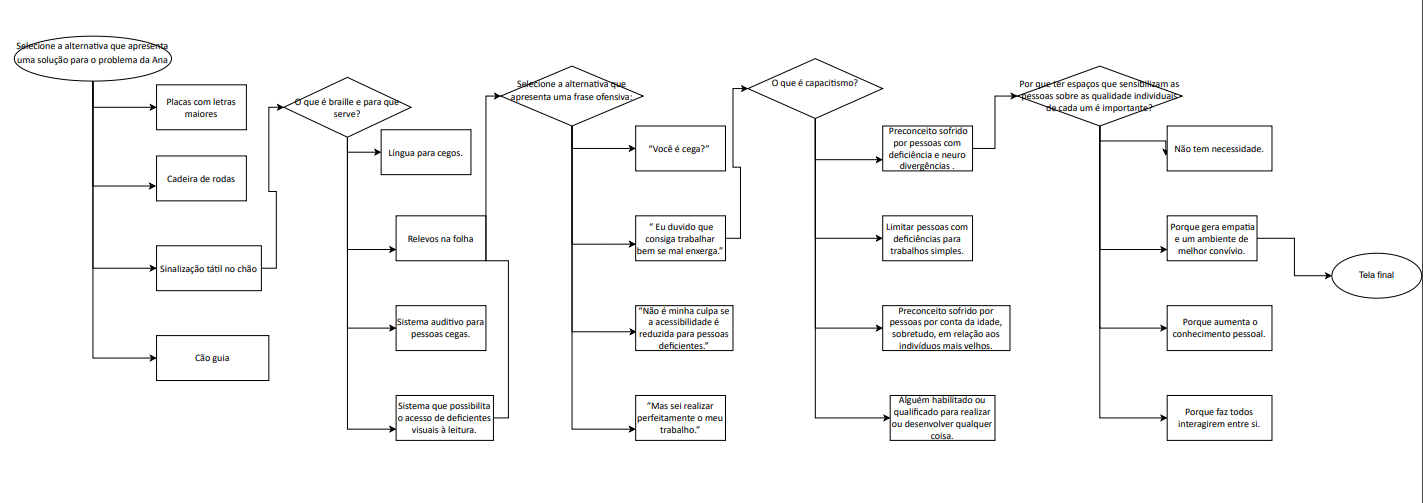 Selecione a alternativa que apresenta
uma solução para o problema da Ana
Placas com letras
maiores
Cadeira de rodas
Sinalização tátil no chão
Cão guia
O que é braille e para que
serve?
Língua para cegos.
Relevos na folha
Sistema auditivo para
pessoas cegas.
Sistema que possibilita
o acesso de deficientes
visuais à leitura.
Selecione a alternativa que
apresenta uma frase ofensiva:
“Você é cega?”
“ Eu duvido que
consiga trabalhar
bem se mal enxerga.”
“Não é minha culpa se
a acessibilidade é
reduzida para pessoas
deficientes.”
“Mas sei realizar
perfeitamente o meu
trabalho.”
O que é capacitismo?
Preconceito sofrido
por pessoas com
deficiência e neuro
divergências .
Limitar pessoas com
deficiências para
trabalhos simples.
Preconceito sofrido por
pessoas por conta da idade,
sobretudo, em relação aos
indivíduos mais velhos.
Alguém habilitado ou
qualificado para realizar
ou desenvolver qualquer
coisa.
Por que ter espaços que sensibilizam as
pessoas sobre as qualidade individuais
de cada um é importante?
Não tem necessidade.
Porque gera empatia
e um ambiente de
melhor convívio.
Porque aumenta o
conhecimento pessoal.
Porque faz todos
interagirem entre si.
Tela final